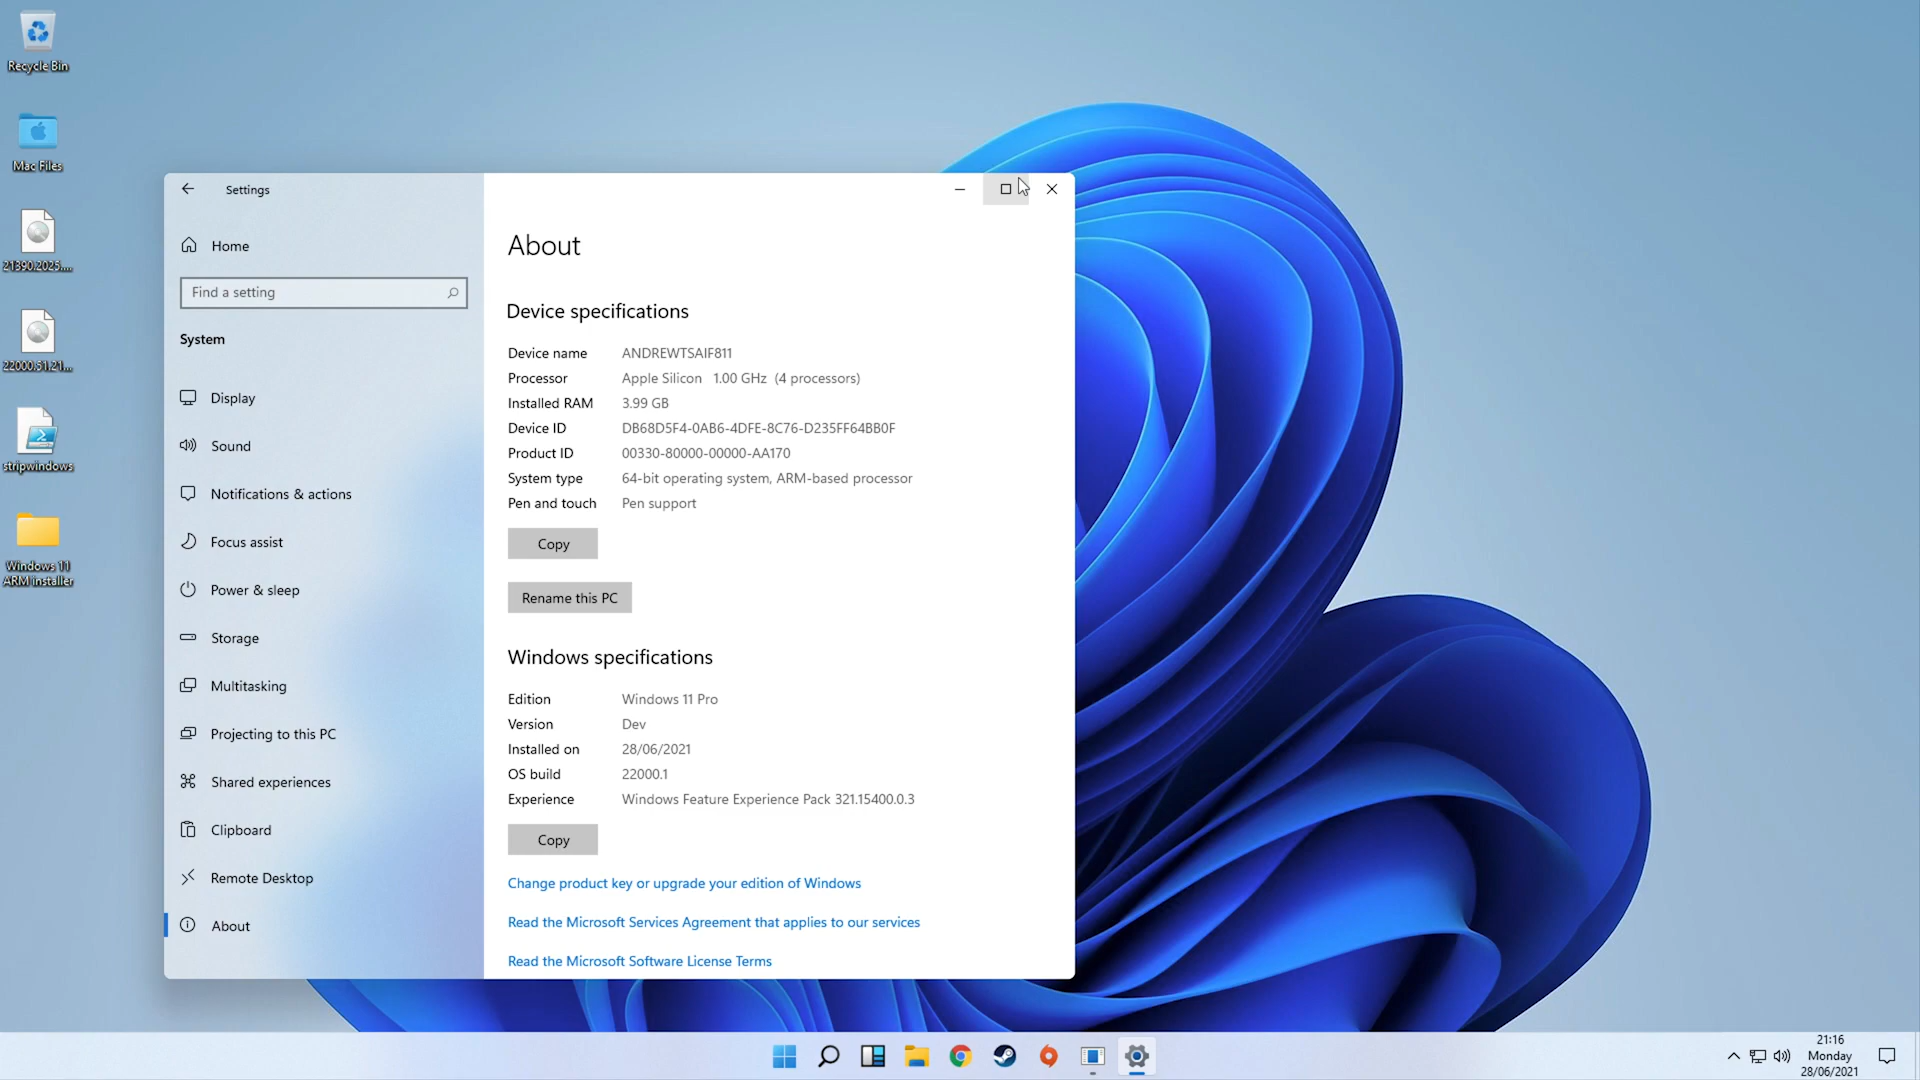 Recycle Bin
Mac Files
21390.2025....
22000.51.21...
stripwindows
Windows 11
ARM installer
Settings
Home
Find a setting
System
Display
Sound
Notifications & actions
Focus assist
Power & sleep
Storage
Multitasking
Projecting to this PC
Shared experiences
Clipboard
Remote Desktop
About
About
Device specifications
Device name ANDREWTSAIF811
Processor Apple Silicon 1.00 GHz (4 processors)
Installed RAM 3.99 GB
Device ID DB68D5F4-0AB6-4DFE-8C76-D235FF64BB0F
Product ID 00330-80000-00000-AA170
System type 64-bit operating system, ARM-based processor
Pen and touch Pen support
Copy
Rename this PC
Windows specifications
Edition Windows 11 Pro
Version Dev
Installed on 28/06/2021
OS build 22000.1
Experience Windows Feature Experience Pack 321.15400.0.3
Copy
Change product key or upgrade your edition of Windows
Read the Microsoft Services Agreement that applies to our services
Read the Microsoft Software License Terms
21:16
Monday
28/06/2021